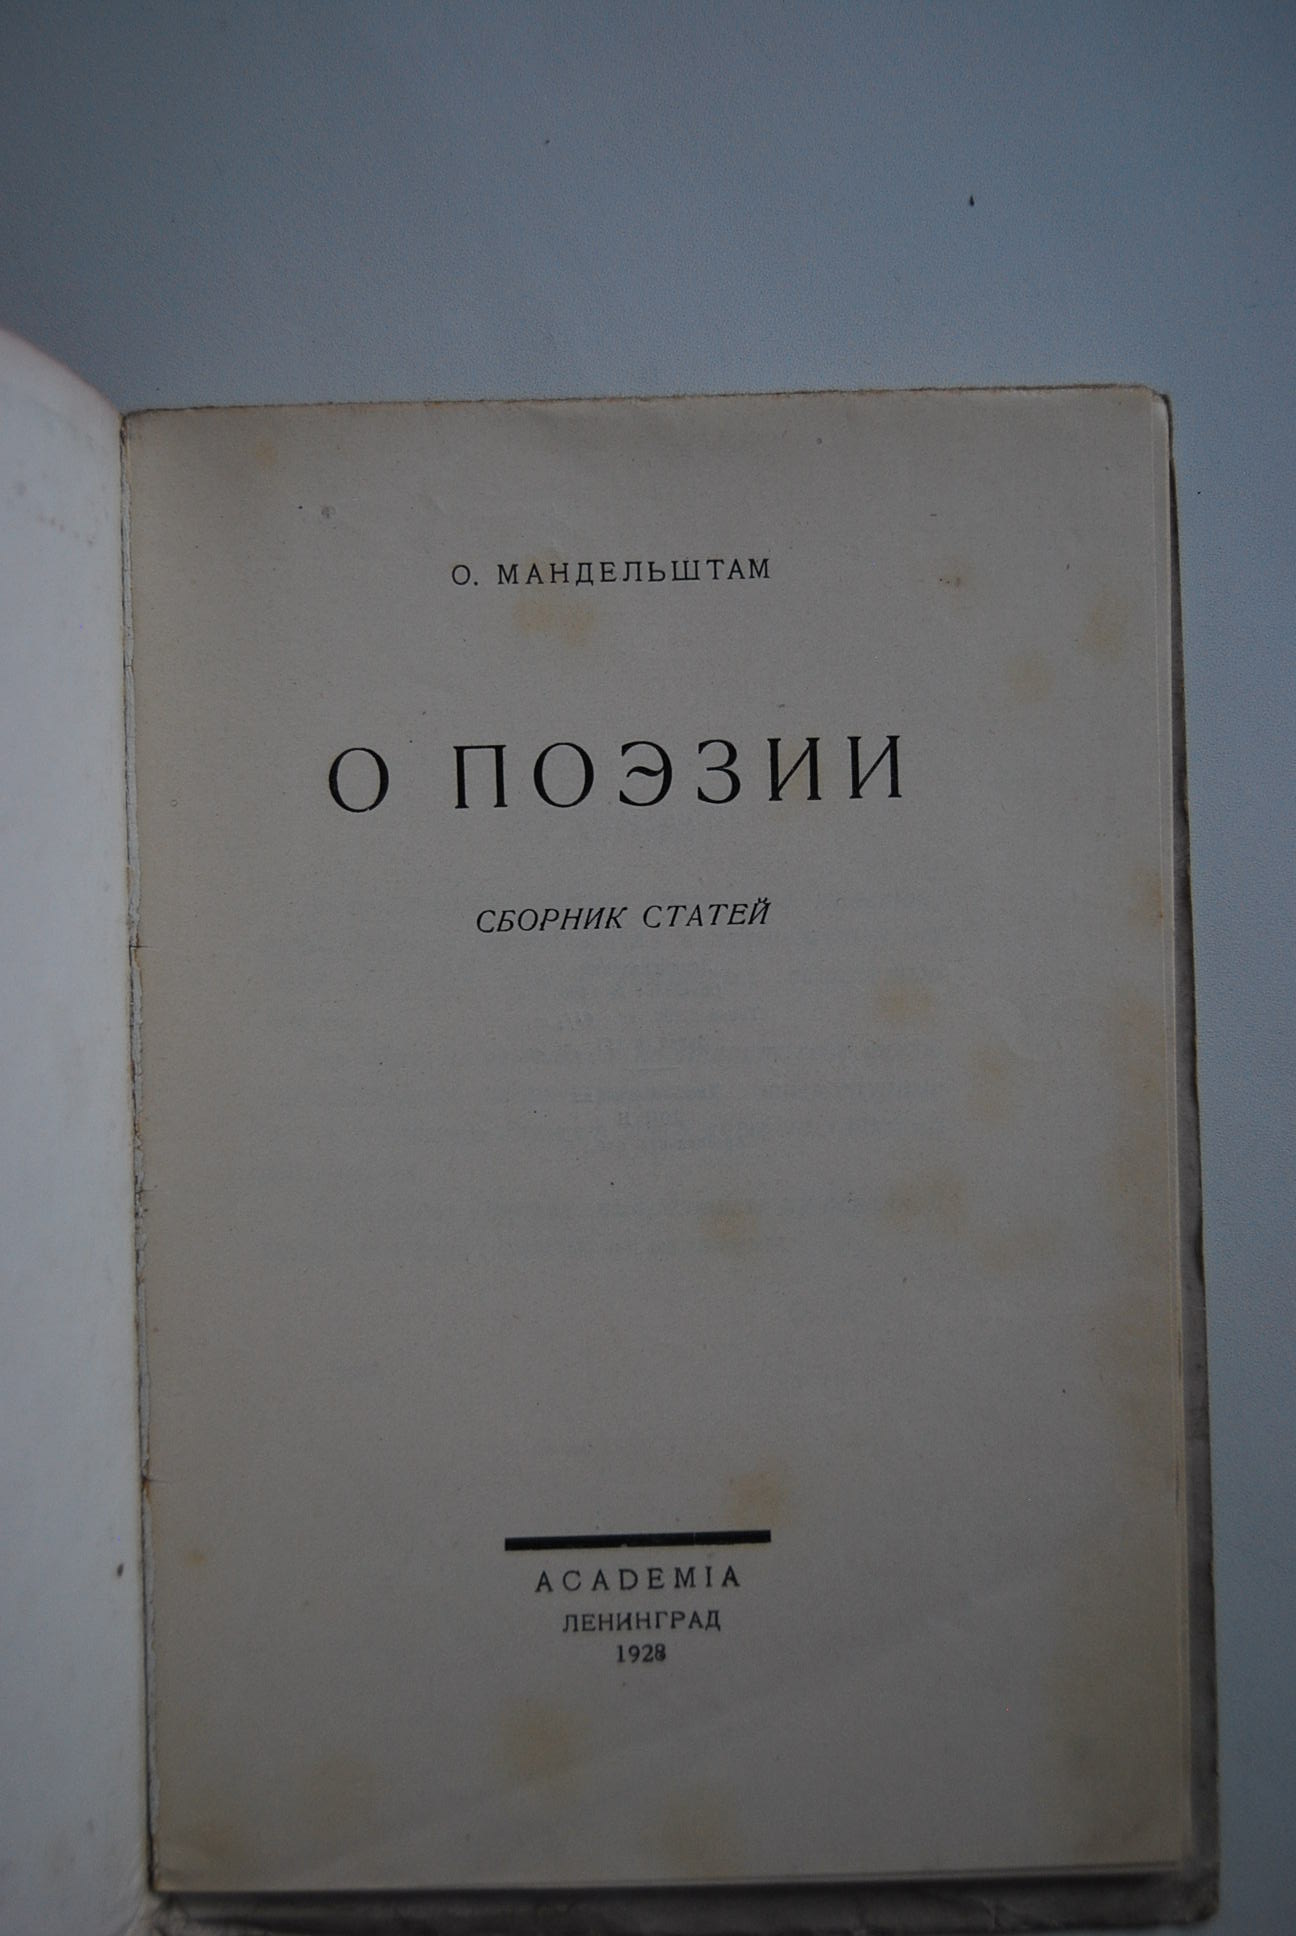 О. МАНДЕЛЬШТАМ
О ПОЭЗИИ
СБОРНИК СТАТЕЙ
ACADEMIA
ЛЕНИНГРАД
1928